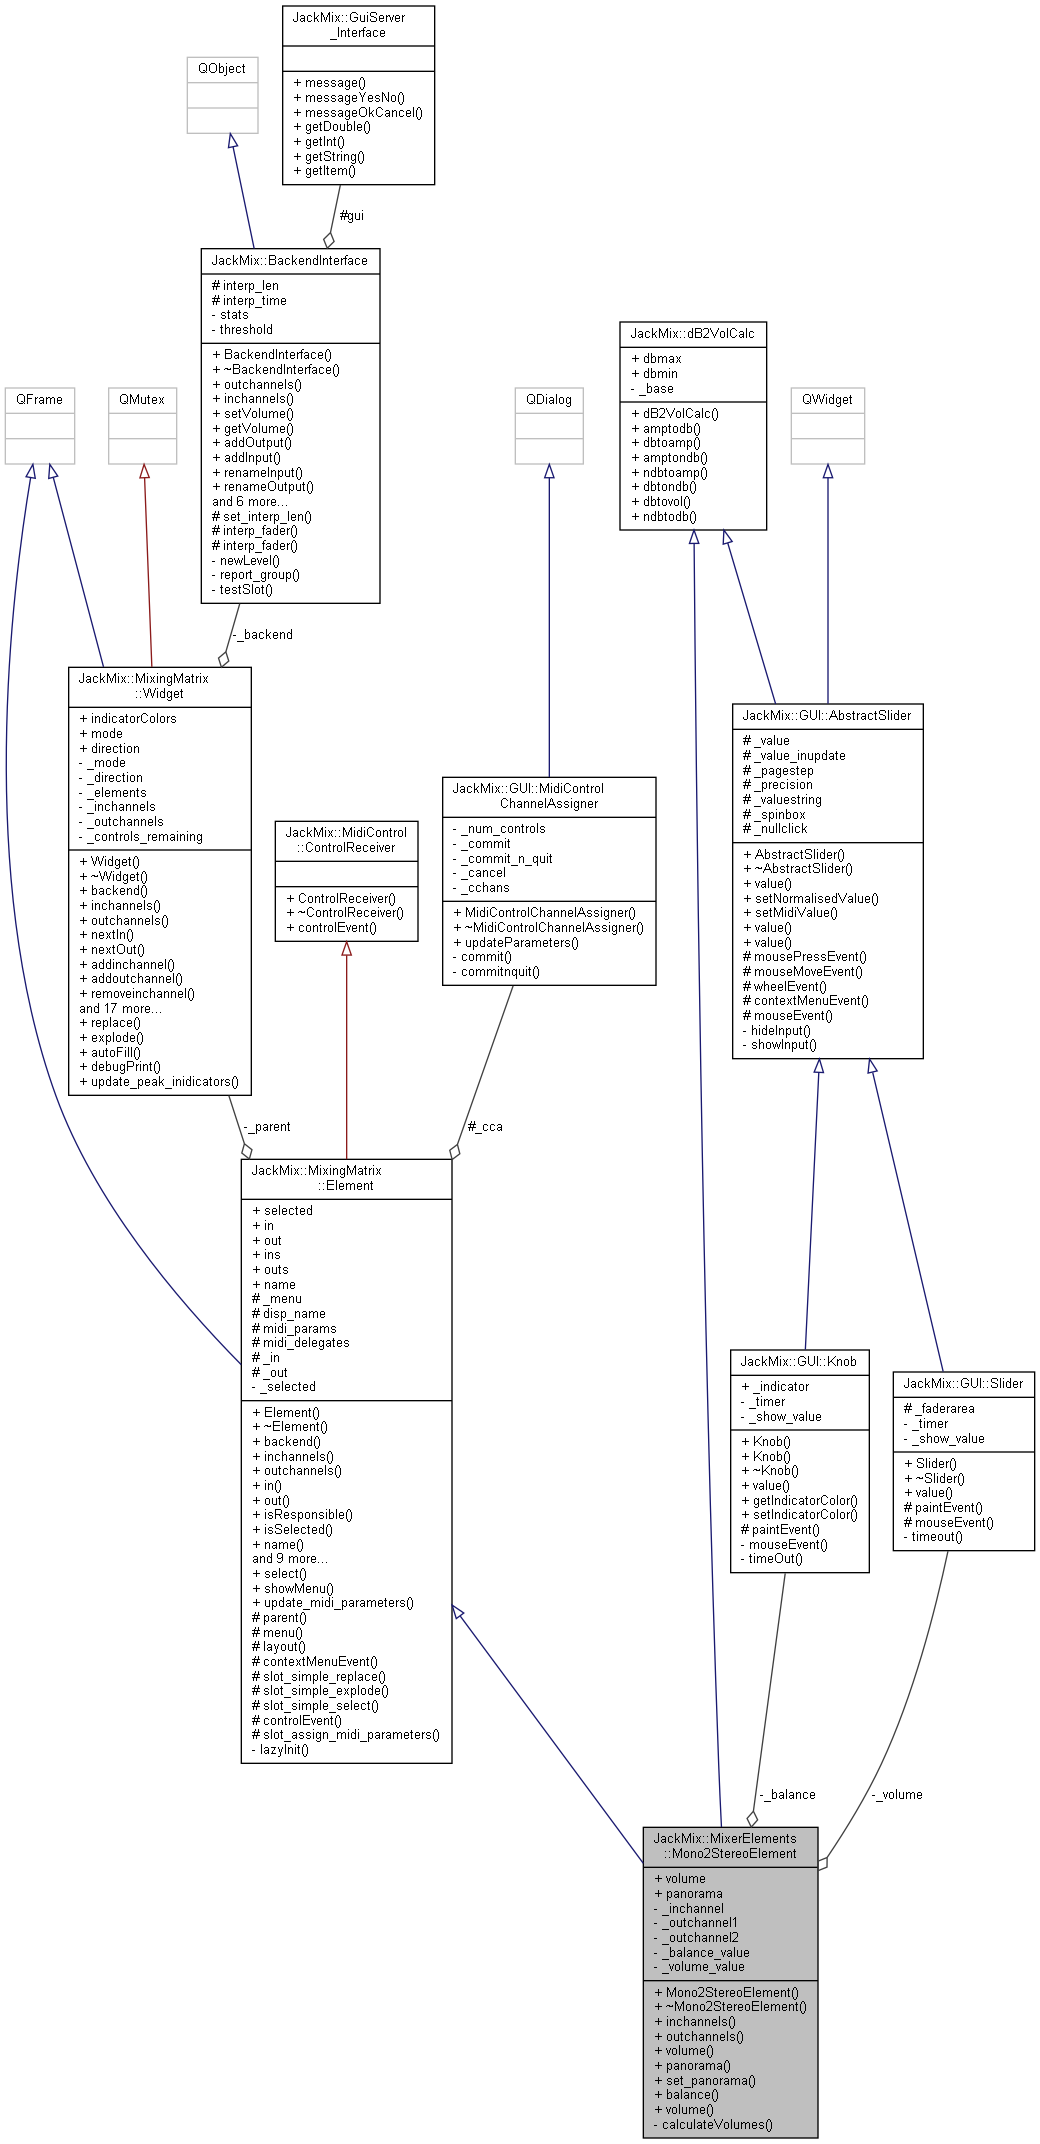 JackMix::GuiServer
_Interface
+ message()
+ messageYesNo()
+ messageOkCancel()
+ getDouble()
+ getInt()
+ getString()
+ getItem()
QObject
#gui
JackMix::BackendInterface
# interp_len
# interp_time
- stats
- threshold
+ BackendInterface()
+ ~BackendInterface()
+ outchannels()
+ inchannels()
+ setVolume()
+ getVolume()
+ addOutput()
+ addInput()
+ renameInput()
+ renameOutput()
and 6 more...
# set_interp_len()
# interp_fader()
# interp_fader()
- newLevel()
- report_group()
- testSlot()
JackMix::dB2VolCalc
+ dbmax
+ dbmin
- _base
+ dB2VolCalc()
+ amptodb()
+ dbtoamp()
+ amptondb()
+ ndbtoamp()
+ dbtondb()
+ dbtovol()
+ ndbtodb()
QFrame
QMutex
QDialog
QWidget
-_backend
JackMix::MixingMatrix
::Widget
+ indicatorColors
+ mode
+ direction
- _mode
- _direction
- _elements
- _inchannels
- _outchannels
- _controls_remaining
+ Widget()
+ ~Widget()
+ backend()
+ inchannels()
+ outchannels()
+ nextIn()
+ nextOut()
+ addinchannel()
+ addoutchannel()
+ removeinchannel()
and 17 more...
+ replace()
+ explode()
+ autoFill()
+ debugPrint()
+ update_peak_inidicators()
JackMix::GUI::AbstractSlider
# _value
# _value_inupdate
# _pagestep
# _precision
# _valuestring
# _spinbox
# _nullclick
+ AbstractSlider()
+ ~AbstractSlider()
+ value()
+ setNormalisedValue()
+ setMidiValue()
+ value()
+ value()
# mousePressEvent()
# mouseMoveEvent()
# wheelEvent()
# contextMenuEvent()
# mouseEvent()
- hideInput()
- showInput()
JackMix::GUI::MidiControl
ChannelAssigner
- _num_controls
- _commit
- _commit_n_quit
- _cancel
- _cchans
+ MidiControlChannelAssigner()
+ ~MidiControlChannelAssigner()
+ updateParameters()
- commit()
- commitnquit()
JackMix::MidiControl
::ControlReceiver
+ ControlReceiver()
+ ~ControlReceiver()
+ controlEvent()
-_parent
#_cca
JackMix::MixingMatrix
::Element
+ selected
+ in
+ out
+ ins
+ outs
+ name
# _menu
# disp_name
# midi_params
# midi_delegates
# _in
# _out
- _selected
+ Element()
+ ~Element()
+ backend()
+ inchannels()
+ outchannels()
+ in()
+ out()
+ isResponsible()
+ isSelected()
+ name()
and 9 more...
+ select()
+ showMenu()
+ update_midi_parameters()
# parent()
# menu()
# layout()
# contextMenuEvent()
# slot_simple_replace()
# slot_simple_explode()
# slot_simple_select()
# controlEvent()
# slot_assign_midi_parameters()
- lazyInit()
JackMix::GUI::Knob
+ _indicator
- _timer
- _show_value
+ Knob()
+ Knob()
+ ~Knob()
+ value()
+ getIndicatorColor()
+ setIndicatorColor()
# paintEvent()
- mouseEvent()
- timeOut()
JackMix::GUI::Slider
# _faderarea
- _timer
- _show_value
+ Slider()
+ ~Slider()
+ value()
# paintEvent()
# mouseEvent()
- timeout()
-_balance
-_volume
JackMix::MixerElements
::Mono2StereoElement
+ volume
+ panorama
- _inchannel
- _outchannel1
- _outchannel2
- _balance_value
- _volume_value
+ Mono2StereoElement()
+ ~Mono2StereoElement()
+ inchannels()
+ outchannels()
+ volume()
+ panorama()
+ set_panorama()
+ balance()
+ volume()
- calculateVolumes()